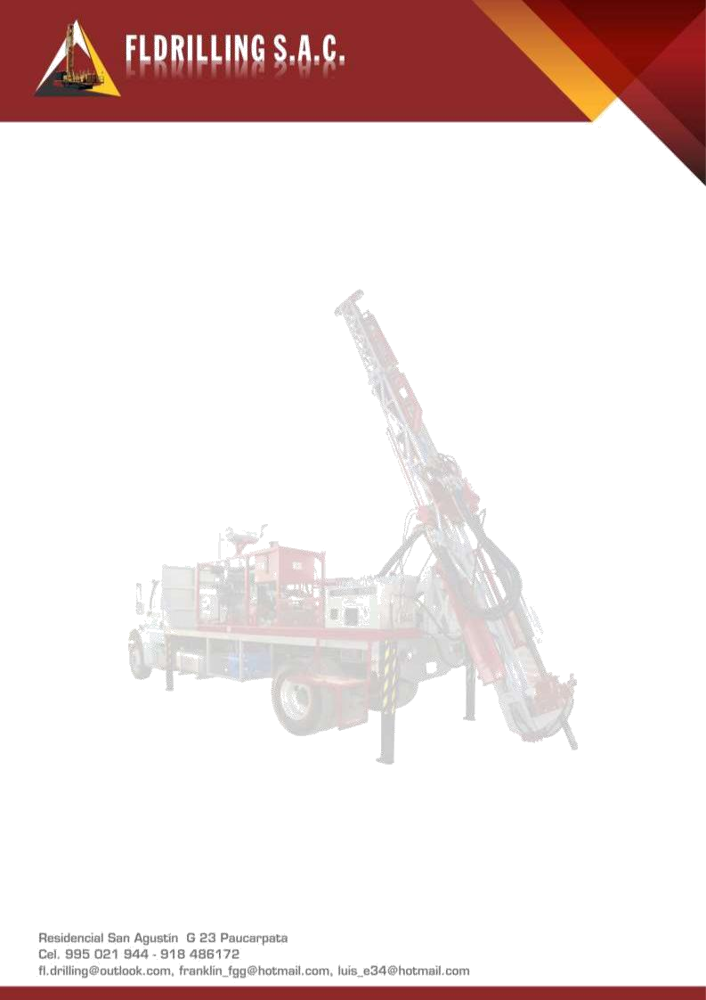 FLDRILLING S.A.C.
Residencial San Agustín G 23 Paucarpata
Cel. 995 021 944 - 918 486172
fl.drilling@outlook.com, franklin_fgg@hotmail.com, luis_e34@hotmail.com